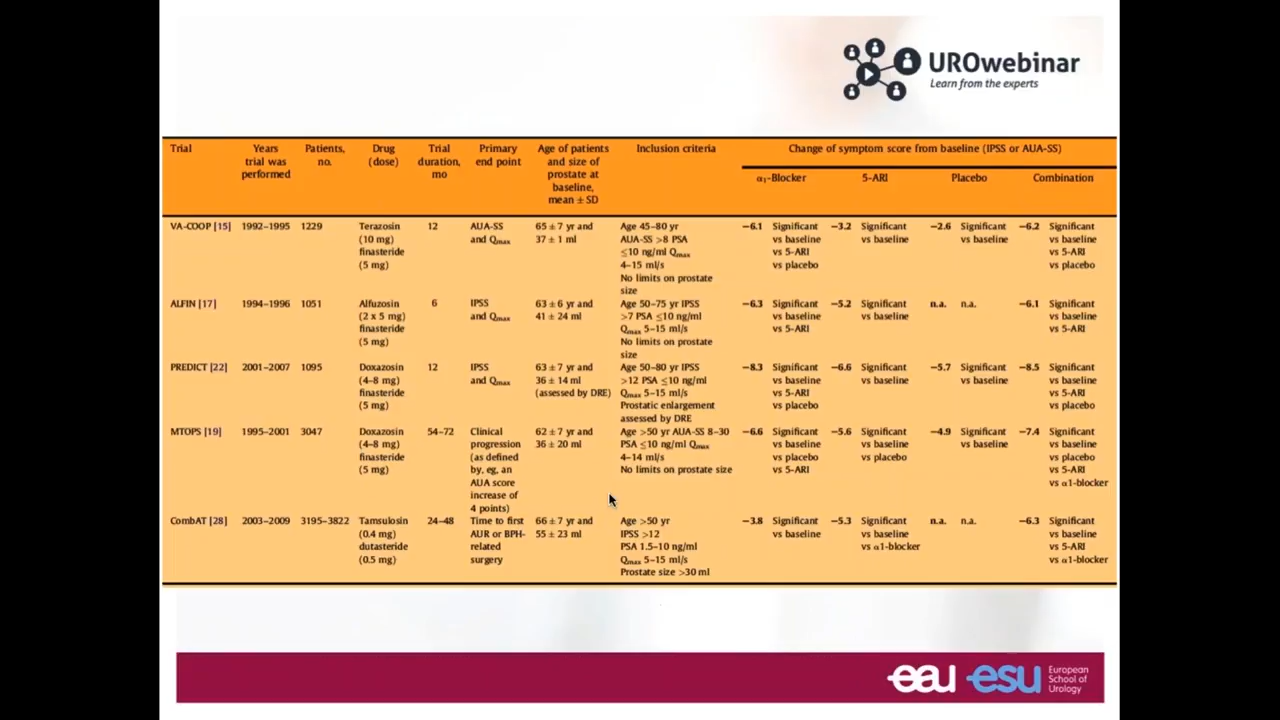 UROwebinar
Learn from the experts
Trial Years trial was performed Patients, no. Drug (dose) Trial duration, mo Primary end point Age of patients and size of prostate at baseline, mean ± SD Inclusion criteria Change of symptom score from baseline (IPSS or AUA-SS)
α₁-Blocker 5-ARI Placebo Combination
VA-COOP [15] 1992–1995 1229 Terazosin 12 AUA-SS 65 ± 7 yr and Age 45–80 yr −6.1 Significant −3.2 Significant −2.6 Significant −6.2 Significant
(10 mg) and Qmax 37 ± 1 ml AUA-SS >8 PSA vs baseline vs baseline vs baseline vs baseline
finasteride ≤10 ng/ml Qmax vs 5-ARI vs 5-ARI
(5 mg) 4–15 ml/s vs placebo vs placebo
No limits on prostate
size
ALFIN [17] 1994–1996 1051 Alfuzosin 6 IPSS 63 ± 6 yr and Age 50–75 yr IPSS −6.3 Significant −5.2 Significant n.a. n.a. −6.1 Significant
(2 x 5 mg) and Qmax 41 ± 24 ml >7 PSA ≤10 ng/ml vs baseline vs baseline vs baseline
finasteride Qmax 5–15 ml/s vs 5-ARI vs 5-ARI
(5 mg) No limits on prostate
size
PREDICT [22] 2001–2007 1095 Doxazosin 12 IPSS 63 ± 7 yr and Age 50–80 yr IPSS −8.3 Significant −6.6 Significant −5.7 Significant −8.5 Significant
(4–8 mg) and Qmax 36 ± 14 ml >12 PSA ≤10 ng/ml vs baseline vs baseline vs baseline vs baseline
finasteride (assessed by DRE) Qmax 5–15 ml/s vs 5-ARI vs 5-ARI
(5 mg) Prostatic enlargement vs placebo vs placebo
assessed by DRE
MTOPS [19] 1995–2001 3047 Doxazosin 54–72 Clinical 62 ± 7 yr and Age >50 yr AUA-SS 8–30 −6.6 Significant −5.6 Significant −4.9 Significant −7.4 Significant
(4–8 mg) progression 36 ± 20 ml PSA ≤10 ng/ml Qmax vs baseline vs baseline vs baseline vs baseline
finasteride (as defined 4–14 ml/s vs placebo vs placebo vs placebo
(5 mg) by, eg, an No limits on prostate size vs 5-ARI vs 5-ARI
AUA score vs α1-blocker
increase of
4 points)
CombAT [28] 2003–2009 3195–3822 Tamsulosin 24–48 Time to first 66 ± 7 yr and Age >50 yr −3.8 Significant −5.3 Significant n.a. n.a. −6.3 Significant
(0.4 mg) AUR or BPH- 55 ± 23 ml IPSS >12 vs baseline vs baseline vs baseline
dutasteride related PSA 1.5–10 ng/ml vs α1-blocker vs 5-ARI
(0.5 mg) surgery Qmax 5–15 ml/s vs α1-blocker
Prostate size >30 ml
eau esu European
School of
Urology